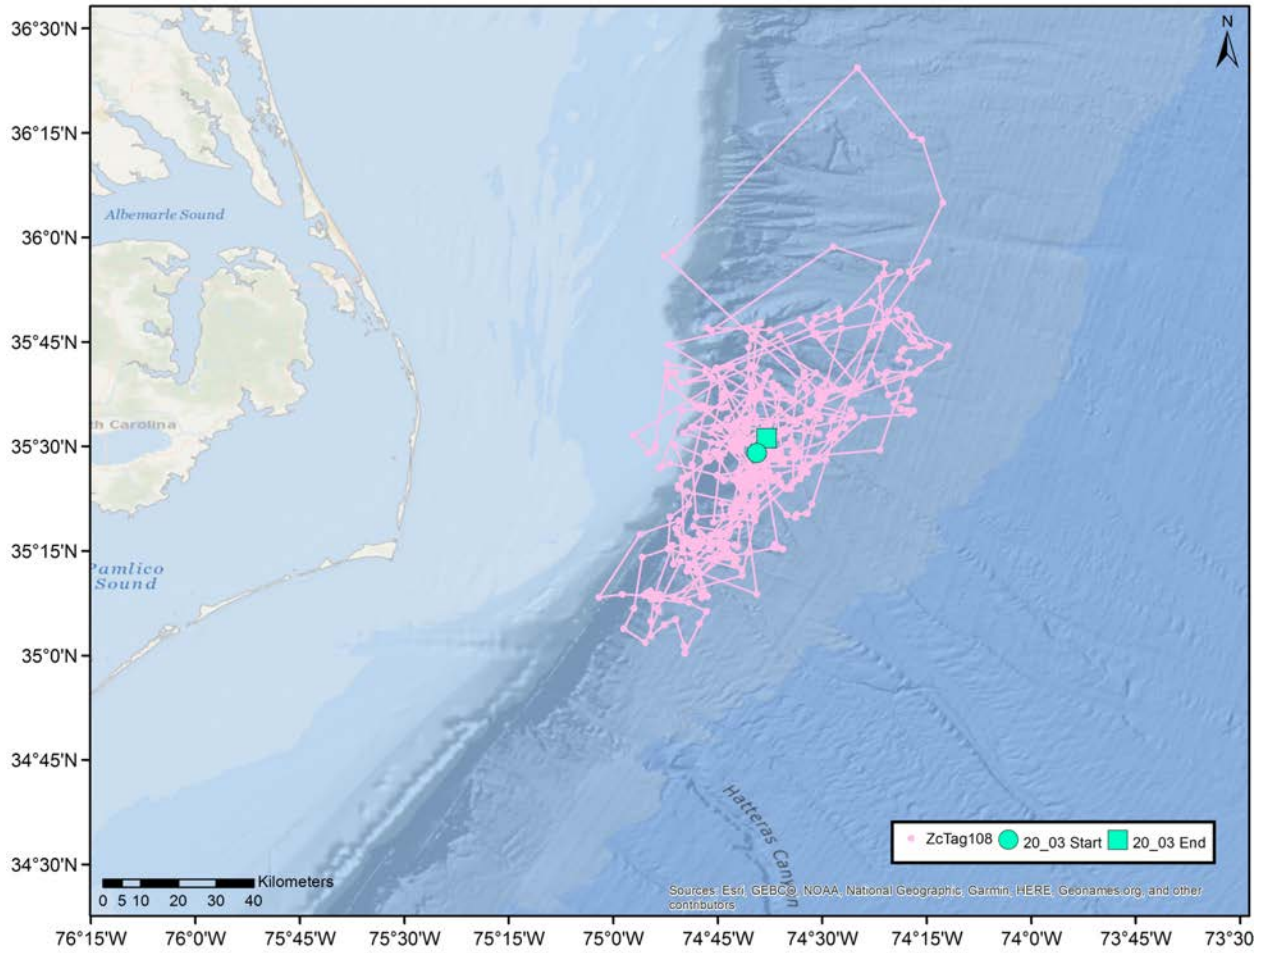 N
36°30'N
36°15'N
36°0'N
35°45'N
35°30'N
35°15'N
35°0'N
34°45'N
34°30'N
Albemarle Sound
th Carolina
Pamlico
Sound
Hatteras Canyon
ZcTag108 20_03 Start 20_03 End
Kilometers
0 5 10 20 30 40
Sources: Esri, GEBCO, NOAA, National Geographic, Garmin, HERE, Geonames.org, and other
contributors
76°15'W 76°0'W 75°45'W 75°30'W 75°15'W 75°0'W 74°45'W 74°30'W 74°15'W 74°0'W 73°45'W 73°30